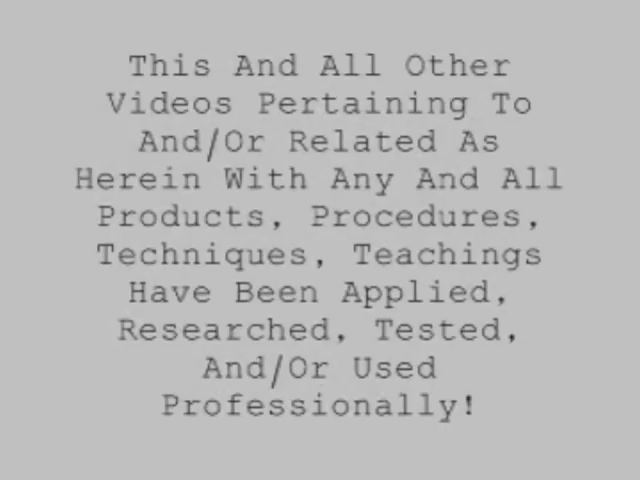 This And All Other
Videos Pertaining To
And/Or Related As
Herein With Any And All
Products, Procedures,
Techniques, Teachings
Have Been Applied,
Researched, Tested,
And/Or Used
Professionally!